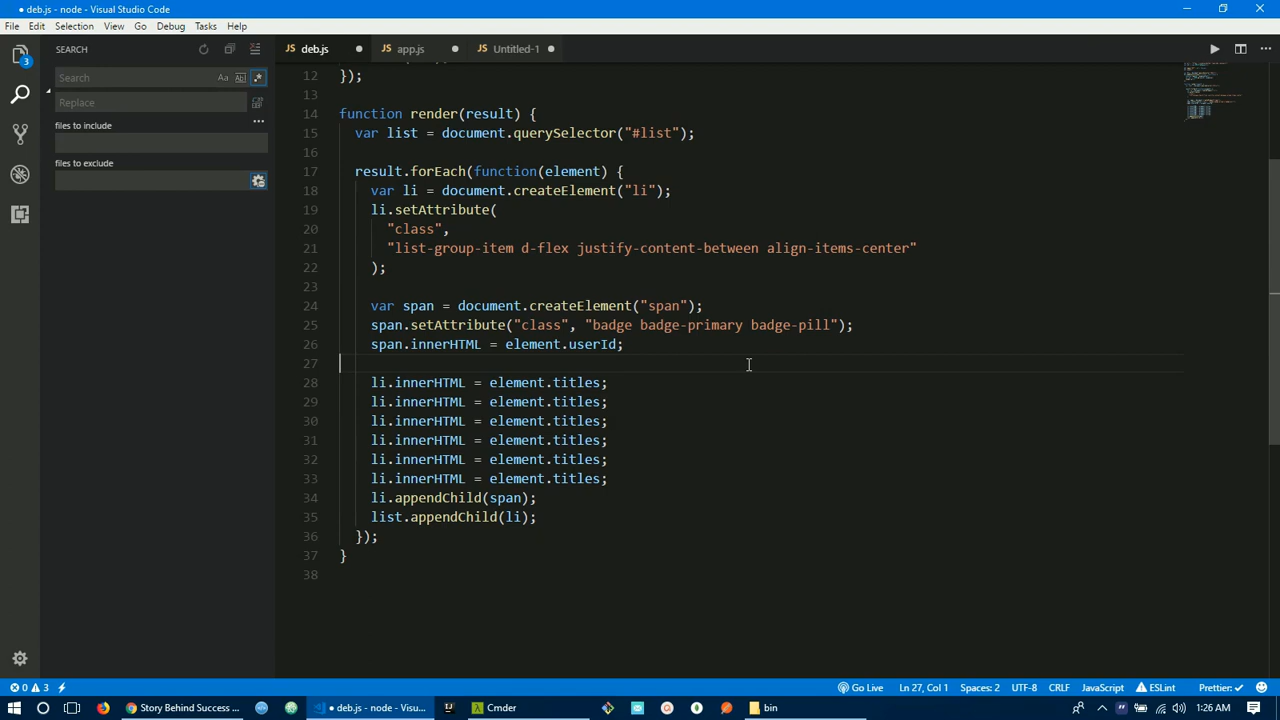 ● deb.js - node - Visual Studio Code
File Edit Selection View Go Debug Tasks Help
SEARCH
JS deb.js ●
JS app.js ●
JS Untitled-1 ●
3
Search
Aa Ab| .*
Replace
files to include
files to exclude
12 });
13
14 function render(result) {
15 var list = document.querySelector("#list");
16
17 result.forEach(function(element) {
18 var li = document.createElement("li");
19 li.setAttribute(
20 "class",
21 "list-group-item d-flex justify-content-between align-items-center"
22 );
23
24 var span = document.createElement("span");
25 span.setAttribute("class", "badge badge-primary badge-pill");
26 span.innerHTML = element.userId;
27
28 li.innerHTML = element.titles;
29 li.innerHTML = element.titles;
30 li.innerHTML = element.titles;
31 li.innerHTML = element.titles;
32 li.innerHTML = element.titles;
33 li.innerHTML = element.titles;
34 li.appendChild(span);
35 list.appendChild(li);
36 });
37 }
38
0 3 Go Live Ln 27, Col 1 Spaces: 2 UTF-8 CRLF JavaScript ESLint Prettier: ✓
Story Behind Success ... ● deb.js - node - Visu... Cmder bin 1:26 AM